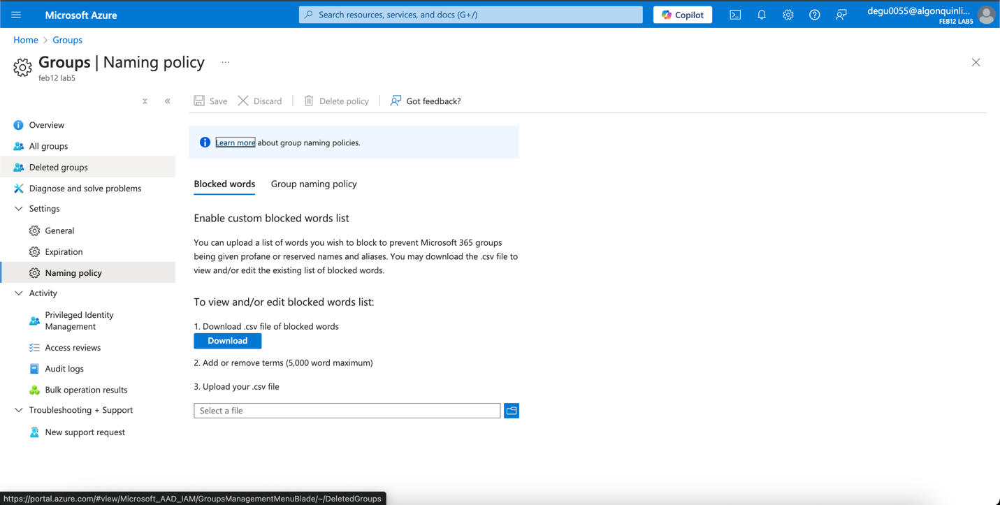 Microsoft Azure
Search resources, services, and docs (G+/)
Copilot
degu0055@algonquinli...
FEB12 LAB5
Home > Groups
Groups | Naming policy ...
feb12 lab5
Save
Discard
Delete policy
Got feedback?
Overview
All groups
Deleted groups
Diagnose and solve problems
Settings
General
Expiration
Naming policy
Activity
Privileged Identity
Management
Access reviews
Audit logs
Bulk operation results
Troubleshooting + Support
New support request
Learn more about group naming policies.
Blocked words
Group naming policy
Enable custom blocked words list
You can upload a list of words you wish to block to prevent Microsoft 365 groups
being given profane or reserved names and aliases. You may download the .csv file to
view and/or edit the existing list of blocked words.
To view and/or edit blocked words list:
1. Download .csv file of blocked words
Download
2. Add or remove terms (5,000 word maximum)
3. Upload your .csv file
Select a file
https://portal.azure.com/#view/Microsoft_AAD_IAM/GroupsManagementMenuBlade/~/DeletedGroups